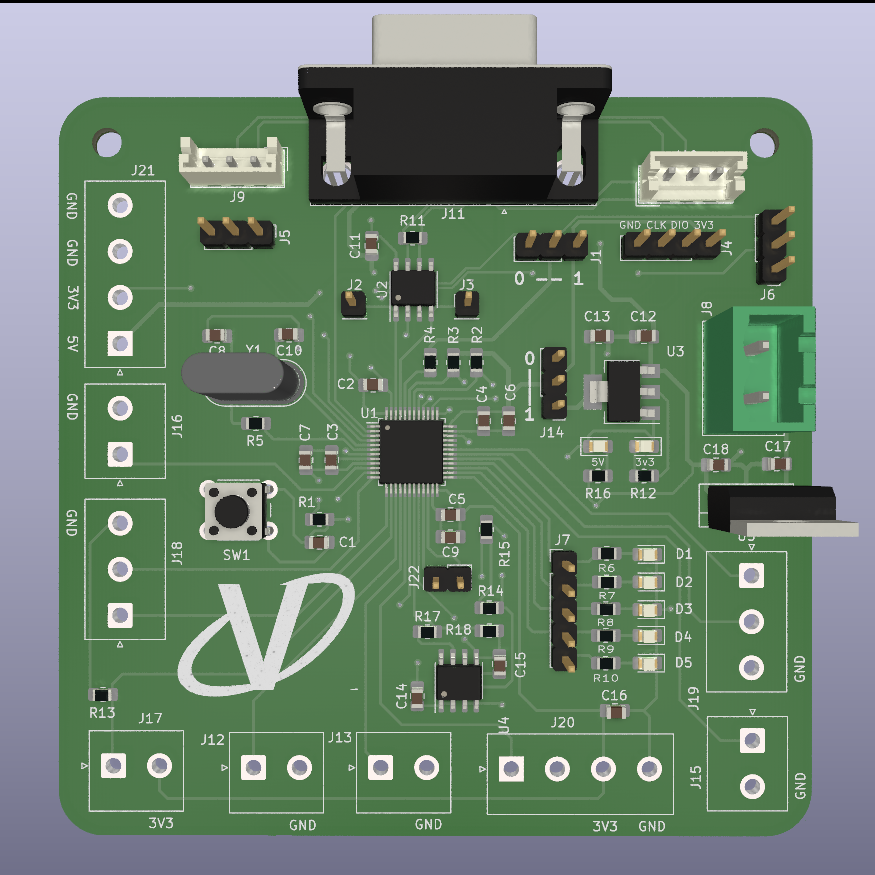 J21
J9
J11
GND
GND
3V3
5V
J5
C11
R11
J2
U2
J3
J1
0 -- 1
GND CLK DIO 3V3
J4
J6
J8
C8
Y1
C10
R4
R3
R2
C13
C12
U3
C2
0
1
J14
U1
C4
C6
GND
J16
R5
C7
C3
5V
3v3
R16
R12
C18
C17
GND
J18
SW1
R1
C1
C5
C9
R15
J7
R6
D1
R7
D2
R8
D3
R9
D4
R10
D5
J22
R14
R17
R18
C14
C15
C16
GND
J19
R13
J17
J12
J13
U4
J20
J15
GND
3V3
GND
GND
3V3
GND